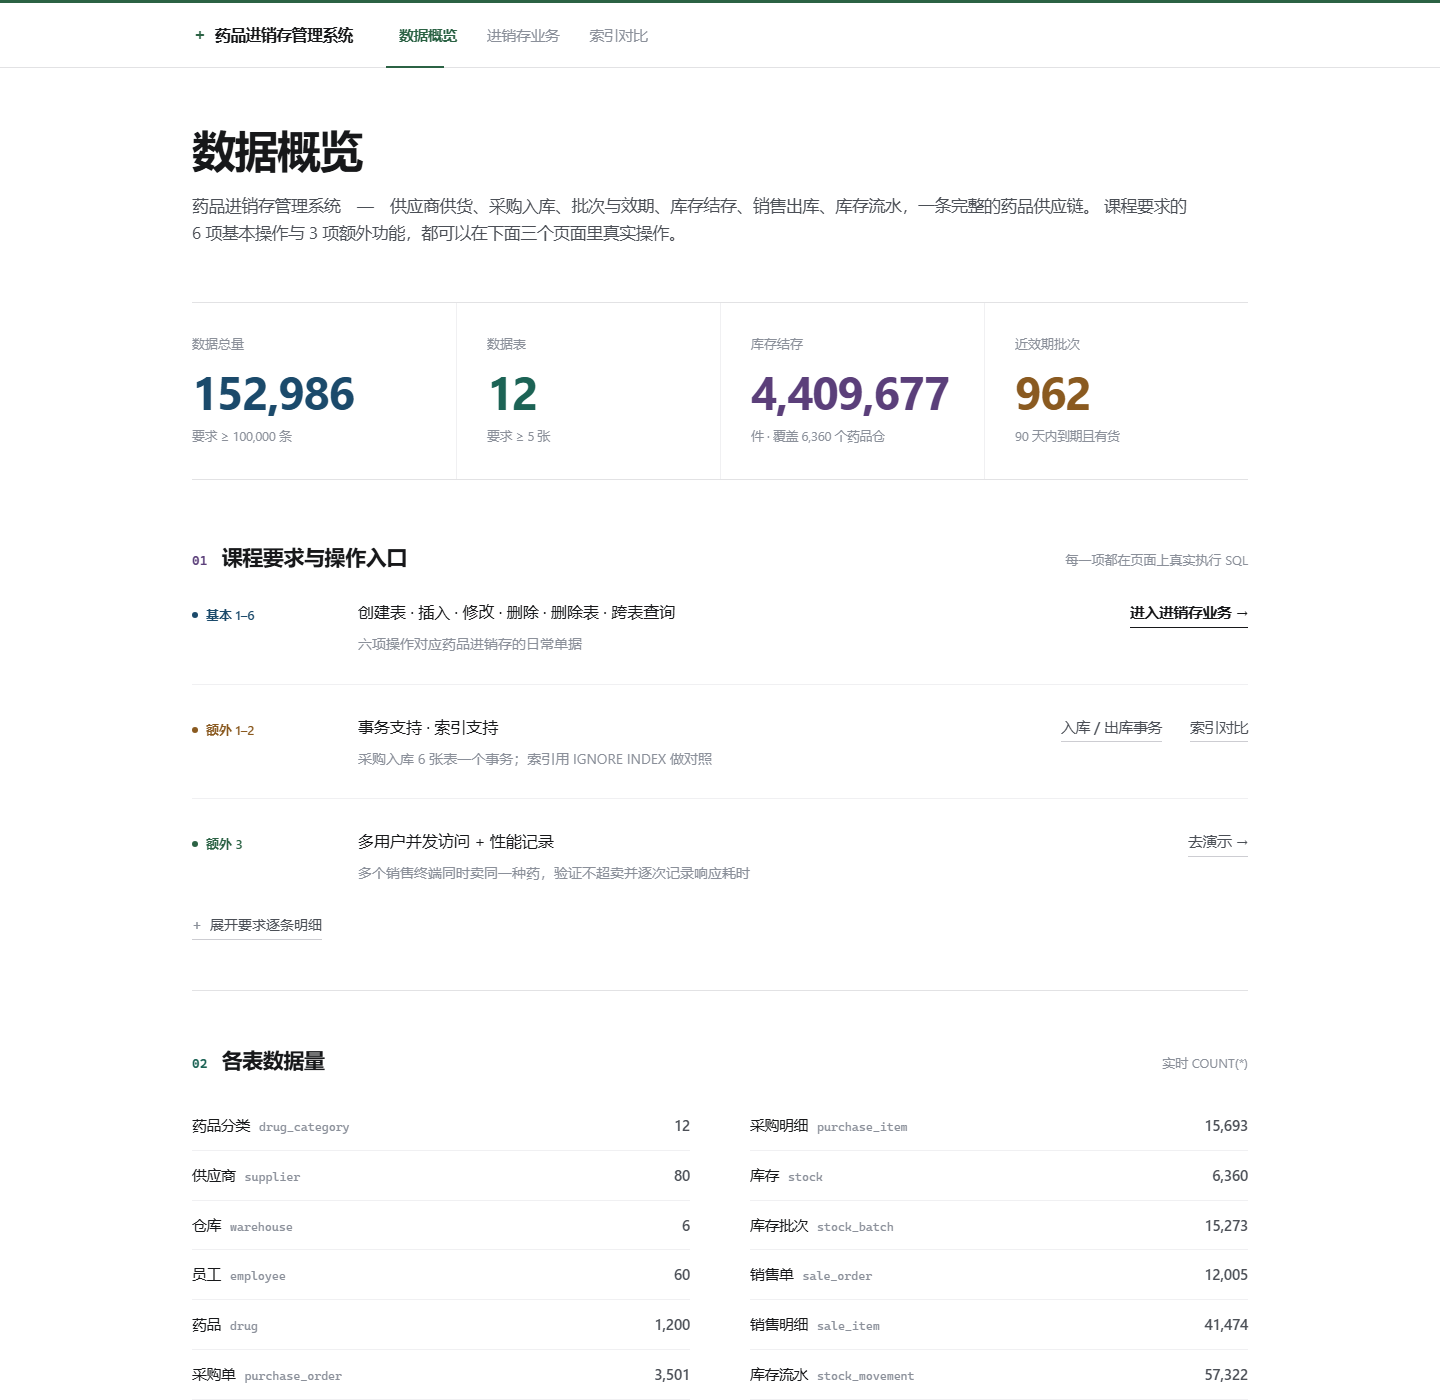 + 药品进销存管理系统 数据概览 进销存业务 索引对比
数据概览
药品进销存管理系统 — 供应商供货、采购入库、批次与效期、库存结存、销售出库、库存流水，一条完整的药品供应链。 课程要求的
6 项基本操作与 3 项额外功能，都可以在下面三个页面里真实操作。
数据总量
152,986
要求 ≥ 100,000 条
数据表
12
要求 ≥ 5 张
库存结存
4,409,677
件 · 覆盖 6,360 个药品仓
近效期批次
962
90 天内到期且有货
01 课程要求与操作入口 每一项都在页面上真实执行 SQL
• 基本 1–6 创建表 · 插入 · 修改 · 删除 · 删除表 · 跨表查询 进入进销存业务 →
六项操作对应药品进销存的日常单据
• 额外 1–2 事务支持 · 索引支持 入库 / 出库事务 索引对比
采购入库 6 张表一个事务；索引用 IGNORE INDEX 做对照
• 额外 3 多用户并发访问 + 性能记录 去演示 →
多个销售终端同时卖同一种药，验证不超卖并逐次记录响应耗时
+ 展开要求逐条明细
02 各表数据量 实时 COUNT(*)
药品分类 drug_category 12
供应商 supplier 80
仓库 warehouse 6
员工 employee 60
药品 drug 1,200
采购单 purchase_order 3,501
采购明细 purchase_item 15,693
库存 stock 6,360
库存批次 stock_batch 15,273
销售单 sale_order 12,005
销售明细 sale_item 41,474
库存流水 stock_movement 57,322